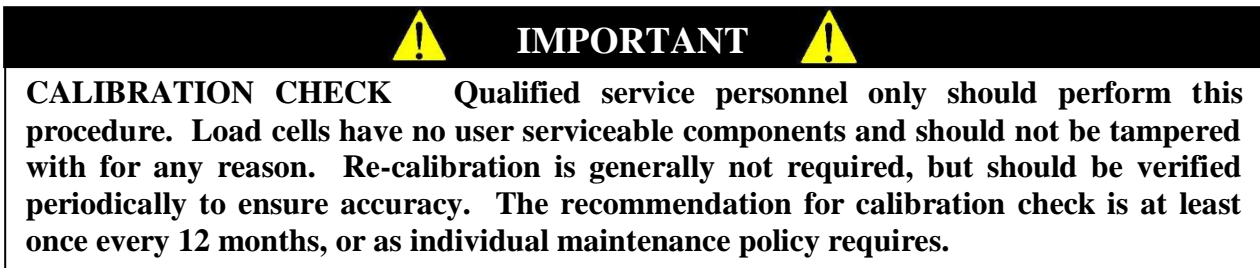 IMPORTANT
CALIBRATION CHECK Qualified service personnel only should perform this
procedure. Load cells have no user serviceable components and should not be tampered
with for any reason. Re-calibration is generally not required, but should be verified
periodically to ensure accuracy. The recommendation for calibration check is at least
once every 12 months, or as individual maintenance policy requires.